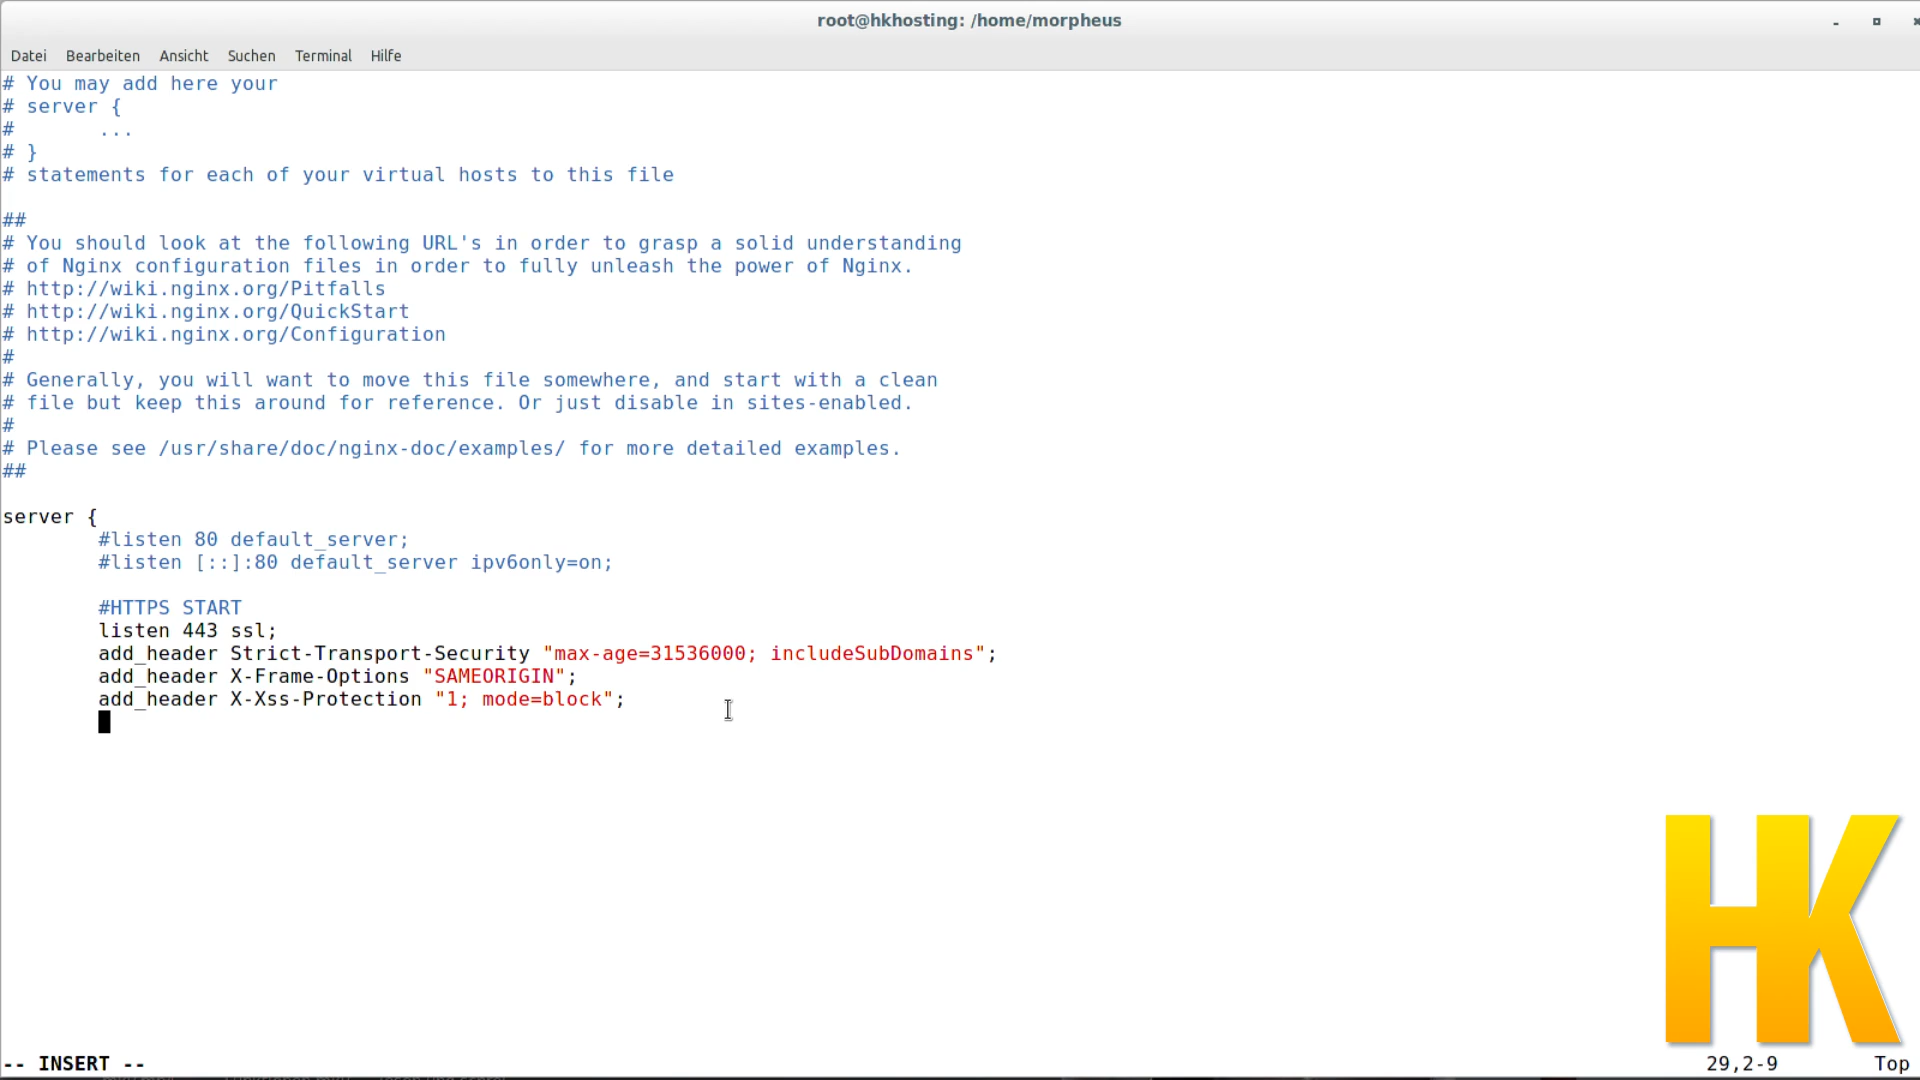 root@hkhosting: /home/morpheus
Datei Bearbeiten Ansicht Suchen Terminal Hilfe
# You may add here your
# server {
#       ...
# }
# statements for each of your virtual hosts to this file
##
# You should look at the following URL's in order to grasp a solid understanding
# of Nginx configuration files in order to fully unleash the power of Nginx.
# http://wiki.nginx.org/Pitfalls
# http://wiki.nginx.org/QuickStart
# http://wiki.nginx.org/Configuration
#
# Generally, you will want to move this file somewhere, and start with a clean
# file but keep this around for reference. Or just disable in sites-enabled.
#
# Please see /usr/share/doc/nginx-doc/examples/ for more detailed examples.
##
server {
        #listen 80 default_server;
        #listen [::]:80 default_server ipv6only=on;
        #HTTPS START
        listen 443 ssl;
        add_header Strict-Transport-Security "max-age=31536000; includeSubDomains";
        add_header X-Frame-Options "SAMEORIGIN";
        add_header X-Xss-Protection "1; mode=block";
HK
-- INSERT -- 29,2-9 Top